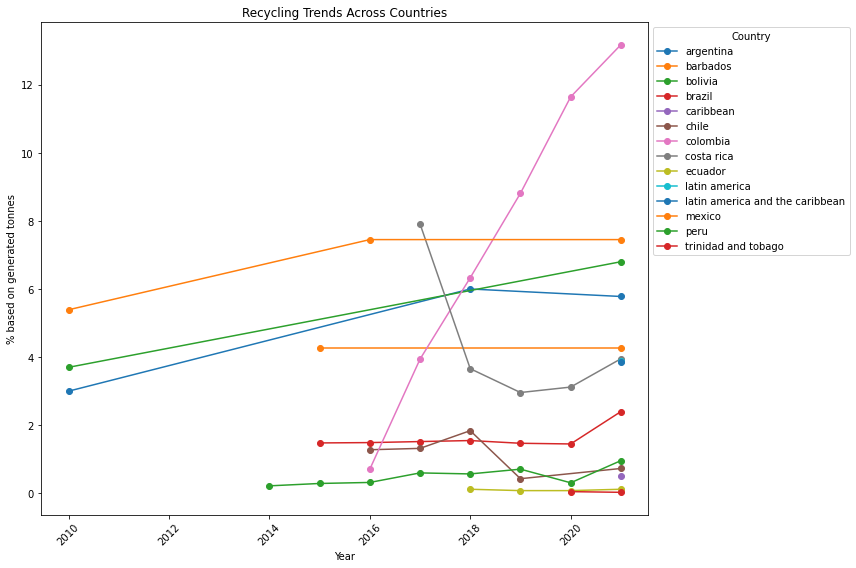 Recycling Trends Across Countries
% based on generated tonnes
12
10
8
6
4
2
0
2010
2012
2014
2016
2018
2020
Year
Country
argentina
barbados
bolivia
brazil
caribbean
chile
colombia
costa rica
ecuador
latin america
latin america and the caribbean
mexico
peru
trinidad and tobago